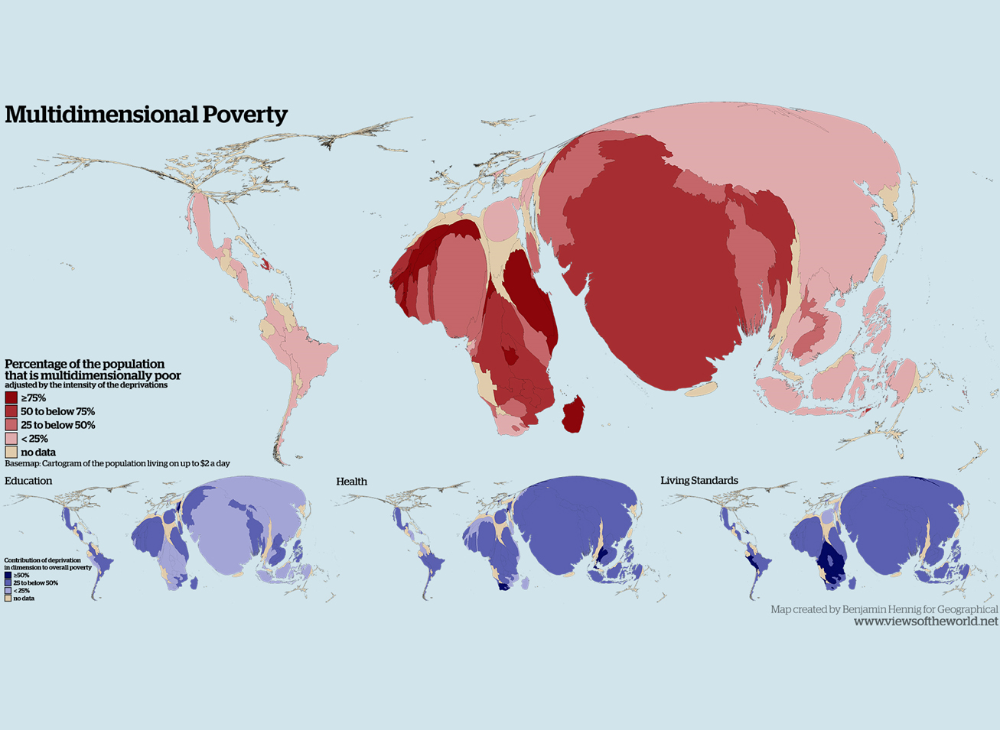 Multidimensional Poverty
Percentage of the population
that is multidimensionally poor
adjusted by the intensity of the deprivations
≥75%
50 to below 75%
25 to below 50%
< 25%
no data
Basemap: Cartogram of the population living on up to $2 a day
Education
Health
Living Standards
Contribution of deprivation
in dimension to overall poverty
≥50%
25 to below 50%
< 25%
no data
Map created by Benjamin Hennig for Geographical
www.viewsoftheworld.net